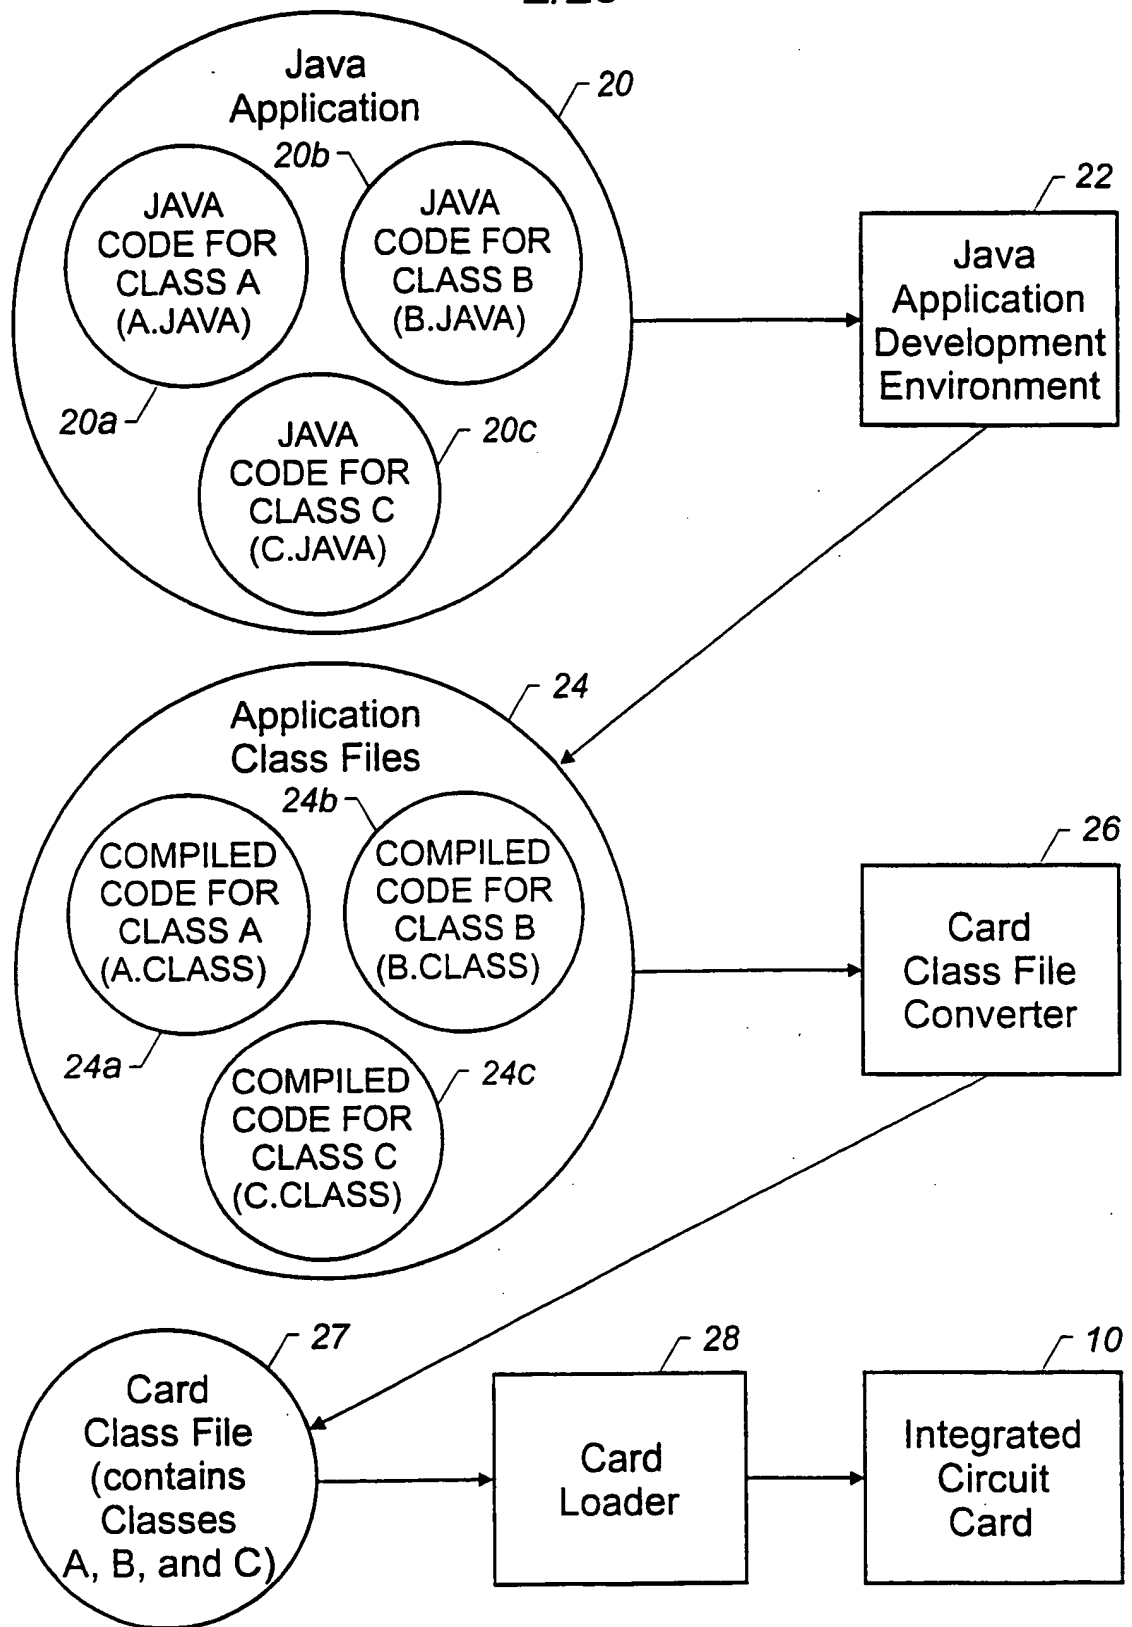 Java
Application
20
20b
JAVA
CODE FOR
CLASS A
(A.JAVA)
JAVA
CODE FOR
CLASS B
(B.JAVA)
20a
JAVA
CODE FOR
CLASS C
(C.JAVA)
20c
22
Java
Application
Development
Environment
Application
Class Files
24
24b
COMPILED
CODE FOR
CLASS A
(A.CLASS)
COMPILED
CODE FOR
CLASS B
(B.CLASS)
24a
COMPILED
CODE FOR
CLASS C
(C.CLASS)
24c
26
Card
Class File
Converter
27
Card
Class File
(contains
Classes
A, B, and C)
28
Card
Loader
10
Integrated
Circuit
Card